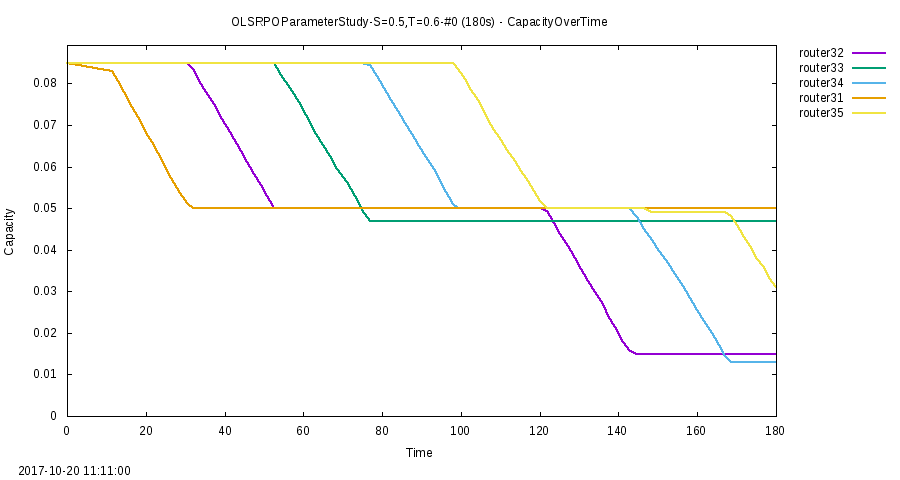 OLSRPOParameterStudy-S=0.5,T=0.6-#0 (180s) - CapacityOverTime
router32
router33
router34
router31
router35
0.08
0.07
0.06
0.05
0.04
0.03
0.02
0.01
0
Capacity
0 20 40 60 80 100 120 140 160 180
Time
2017-10-20 11:11:00